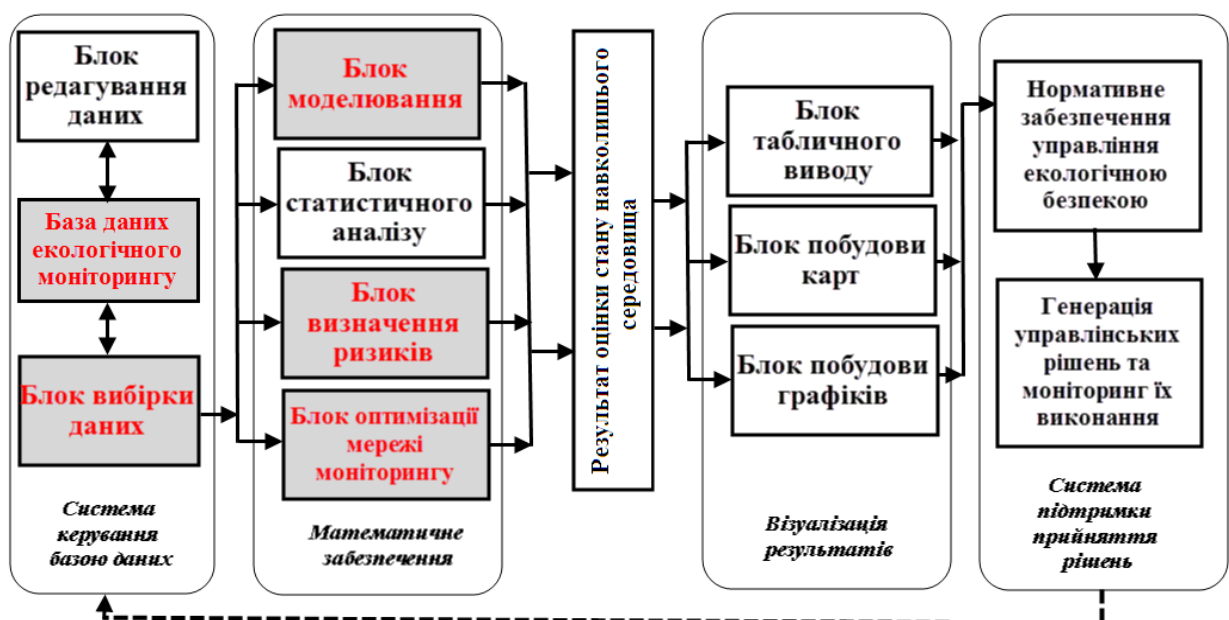 Блок
редагування
даних
База даних
екологічного
моніторингу
Блок вибірки
даних
Система
керування
базою даних
Блок
моделювання
Блок
статистичного
аналізу
Блок
визначення
ризиків
Блок оптимізації
мережі
моніторингу
Математичне
забезпечення
Результат оцінки стану навколишнього
середовища
Блок
табличного
виводу
Блок побудови
карт
Блок побудови
графіків
Візуалізація
результатів
Нормативне
забезпечення
управління
екологічною
безпекою
Генерація
управлінських
рішень та
моніторинг їх
виконання
Система
підтримки
прийняття
рішень